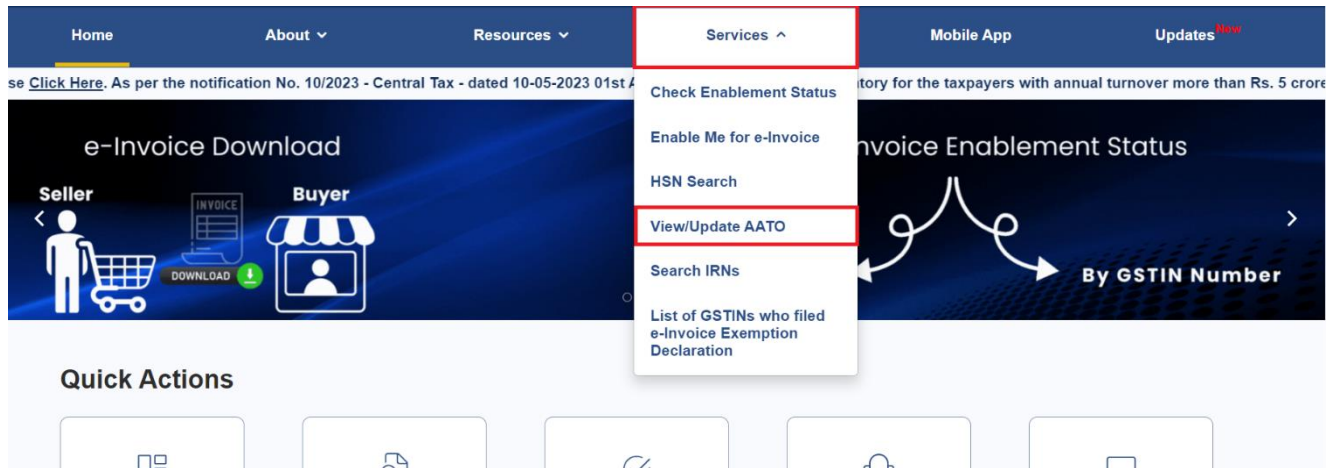 Home About Resources Services Mobile App Updates New
se Click Here. As per the notification No. 10/2023 - Central Tax - dated 10-05-2023 01st tory for the taxpayers with annual turnover more than Rs. 5 crore
Check Enablement Status
Enable Me for e-Invoice
HSN Search
View/Update AATO
Search IRNs
List of GSTINs who filed
e-Invoice Exemption
Declaration
e-Invoice Download
Seller
INVOICE
Buyer
DOWNLOAD
nvoice Enablement Status
By GSTIN Number
Quick Actions